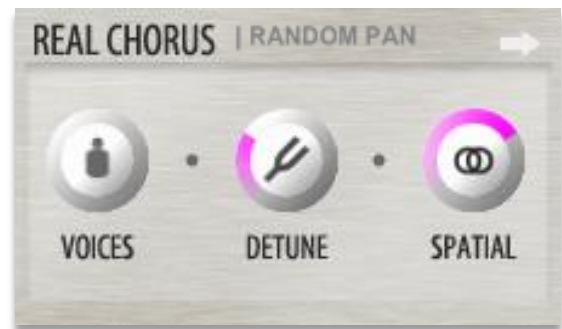 REAL CHORUS | RANDOM PAN
VOICES DETUNE SPATIAL